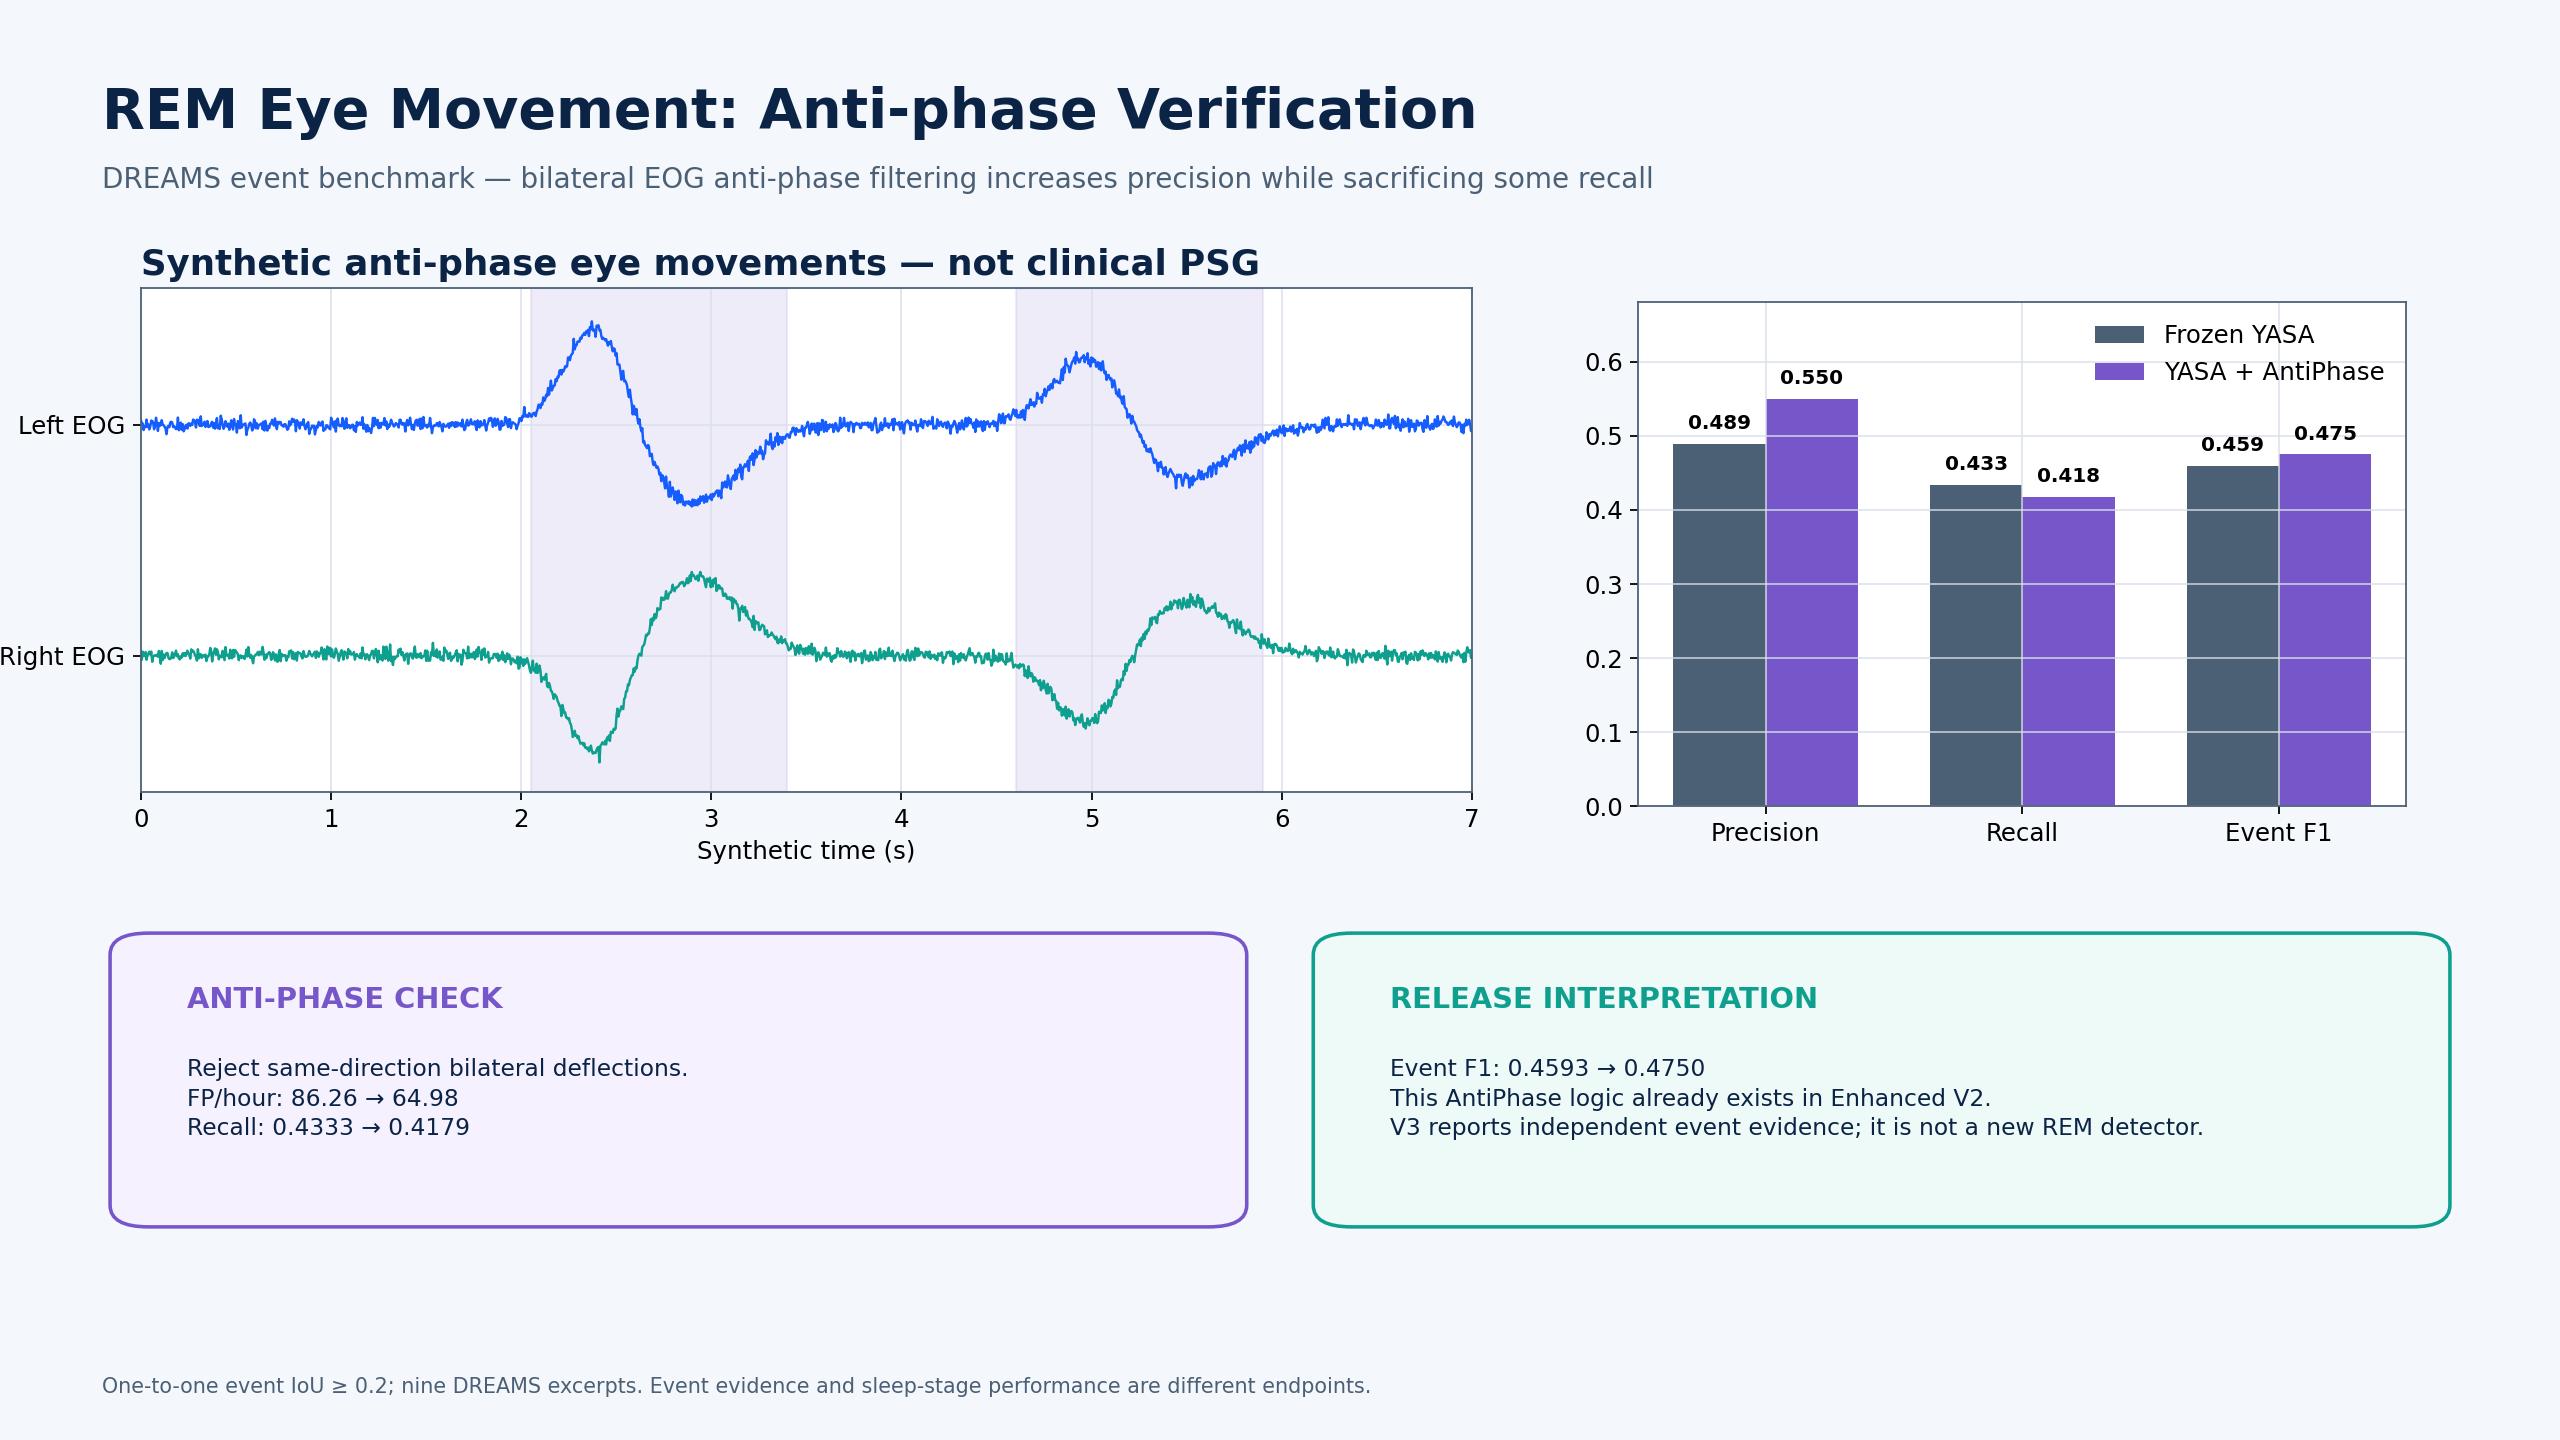 REM Eye Movement: Anti-phase Verification
DREAMS event benchmark — bilateral EOG anti-phase filtering increases precision while sacrificing some recall
Synthetic anti-phase eye movements — not clinical PSG
Left EOG
Right EOG
0 1 2 3 4 5 6 7
Synthetic time (s)
Frozen YASA
YASA + AntiPhase
0.6
0.5
0.4
0.3
0.2
0.1
0.0
0.489
0.550
0.433
0.418
0.459
0.475
Precision Recall Event F1
ANTI-PHASE CHECK
Reject same-direction bilateral deflections.
FP/hour: 86.26 → 64.98
Recall: 0.4333 → 0.4179
RELEASE INTERPRETATION
Event F1: 0.4593 → 0.4750
This AntiPhase logic already exists in Enhanced V2.
V3 reports independent event evidence; it is not a new REM detector.
One-to-one event IoU ≥ 0.2; nine DREAMS excerpts. Event evidence and sleep-stage performance are different endpoints.